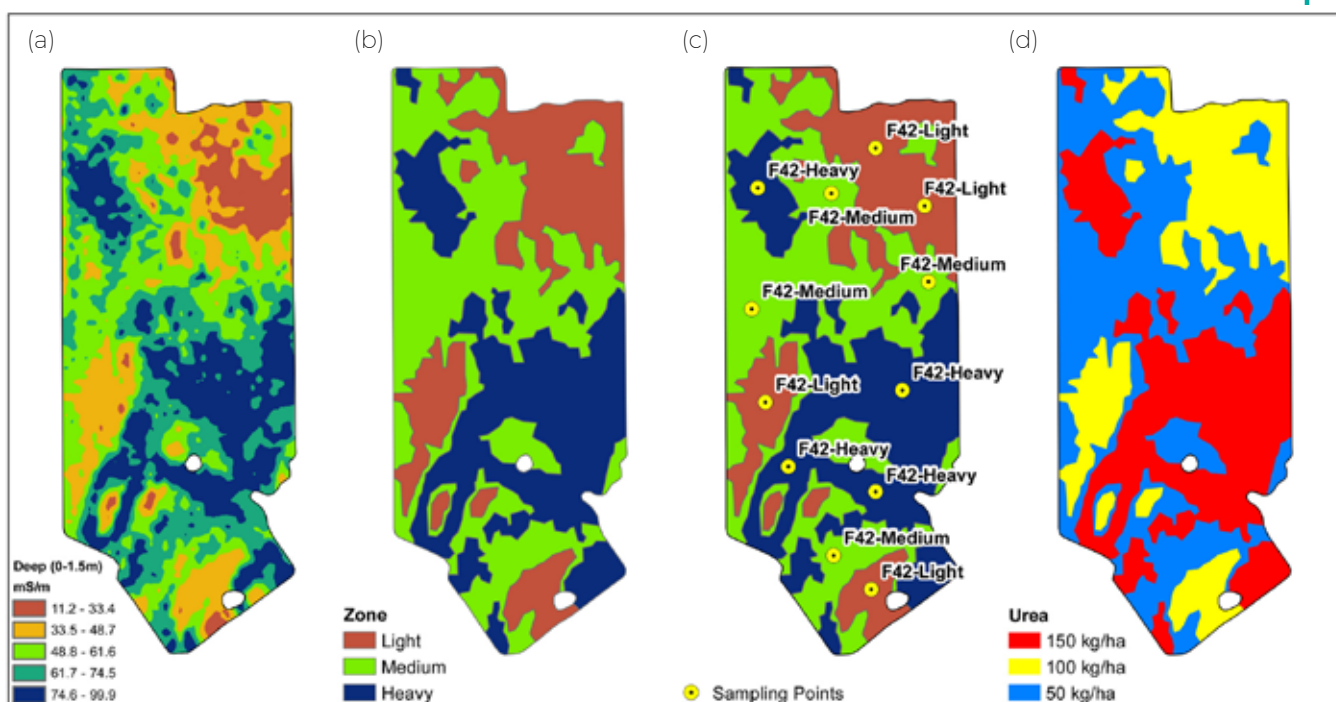 (a)
(b)
(c)
(d)
F42-Light
F42-Heavy
F42-Light
F42-Medium
F42-Medium
F42-Medium
F42-Heavy
F42-Light
F42-Heavy
F42-Heavy
F42-Medium
F42-Light
Deep (0-1.5m)
mS/m
11.2 - 33.4
33.5 - 48.7
48.8 - 61.6
61.7 - 74.5
74.6 - 99.9
Zone
Light
Medium
Heavy
Sampling Points
Urea
150 kg/ha
100 kg/ha
50 kg/ha